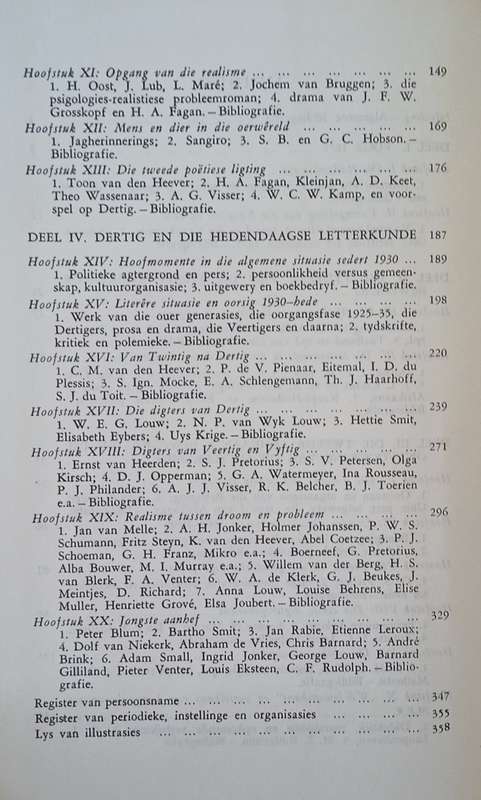 Hoofstuk XI: Opgang van die realisme ... ... ... ... ... ... ... 149
1. H. Oost, J. Lub, L. Maré; 2. Jochem van Bruggen; 3. die
psigologies-realistiese probleemroman; 4. drama van J. F. W.
Grosskopf en H. A. Fagan. – Bibliografie.
Hoofstuk XII: Mens en dier in die oerwêreld ... ... ... ... ... 169
1. Jagherinnerings; 2. Sangiro; 3. S. B. en G. C. Hobson. –
Bibliografie.
Hoofstuk XIII: Die tweede poëtiese ligting ... ... ... ... ... ... 176
1. Toon van den Heever; 2. H. A. Fagan, Kleinjan, A. D. Keet,
Theo Wassenaar; 3. A. G. Visser; 4. W. C. W. Kamp, en voor-
spel op Dertig. – Bibliografie.
DEEL IV. DERTIG EN DIE HEDENDAAGSE LETTERKUNDE 187
Hoofstuk XIV: Hoofmomente in die algemene situasie sedert 1930 ... 189
1. Politieke agtergrond en pers; 2. persoonlikheid versus gemeen-
skap, kultuurorganisasie; 3. uitgewery en boekbedryf. – Bibliografie.
Hoofstuk XV: Literêre situasie en oorsig 1930-hede ... ... ... ... 198
1. Werk van die ouer generasies, die oorgangsfase 1925-35, die
Dertigers, prosa en drama, die Veertigers en daarna; 2. tydskrifte,
kritiek en polemieke. – Bibliografie.
Hoofstuk XVI: Van Twintig na Dertig ... ... ... ... ... ... ... 220
1. C. M. van den Heever; 2. P. de V. Pienaar, Eitemal, I. D. du
Plessis; 3. S. Ign. Mocke, E. A. Schlengemann, Th. J. Haarhoff,
S. J. du Toit. – Bibliografie.
Hoofstuk XVII: Die digters van Dertig ... ... ... ... ... ... ... 239
1. W. E. G. Louw; 2. N. P. van Wyk Louw; 3. Hettie Smit,
Elisabeth Eybers; 4. Uys Krige. – Bibliografie.
Hoofstuk XVIII: Digters van Veertig en Vyftig ... ... ... ... ... 271
1. Ernst van Heerden; 2. S. J. Pretorius; 3. S. V. Petersen, Olga
Kirsch; 4. D. J. Opperman; 5. G. A. Watermeyer, Ina Rousseau,
P. J. Philander; 6. A. J. J. Visser, R. K. Belcher, B. J. Toerien
e.a. – Bibliografie.
Hoofstuk XIX: Realisme tussen droom en probleem ... ... ... ... 296
1. Jan van Melle; 2. A. H. Jonker, Holmer Johanssen, P. W. S.
Schumann, Fritz Steyn, K. van den Heever, Abel Coetzee; 3. P. J.
Schoeman, G. H. Franz, Mikro e.a.; 4. Boerneef, G. Pretorius,
Alba Bouwer, M. I. Murray e.a.; 5. Willem van der Berg, H. S.
van Blerk, F. A. Venter; 6. W. A. de Klerk, G. J. Beukes, J.
Meintjes, D. Richard; 7. Anna Louw, Louise Behrens, Elise
Muller, Henriette Grové, Elsa Joubert. – Bibliografie.
Hoofstuk XX: Jongste aanhef ... ... ... ... ... ... ... ... ... 329
1. Peter Blum; 2. Bartho Smit; 3. Jan Rabie, Etienne Leroux;
4. Dolf van Niekerk, Abraham de Vries, Chris Barnard; 5. André
Brink; 6. Adam Small, Ingrid Jonker, George Louw, Barnard
Gilliland, Pieter Venter, Louis Eksteen, C. F. Rudolph. – Biblio-
grafie.
Register van persoonsname ... ... ... ... ... ... ... ... ... ... 347
Register van periodieke, instellinge en organisasies ... ... ... ... 355
Lys van illustrasies ... ... ... ... ... ... ... ... ... ... ... 358